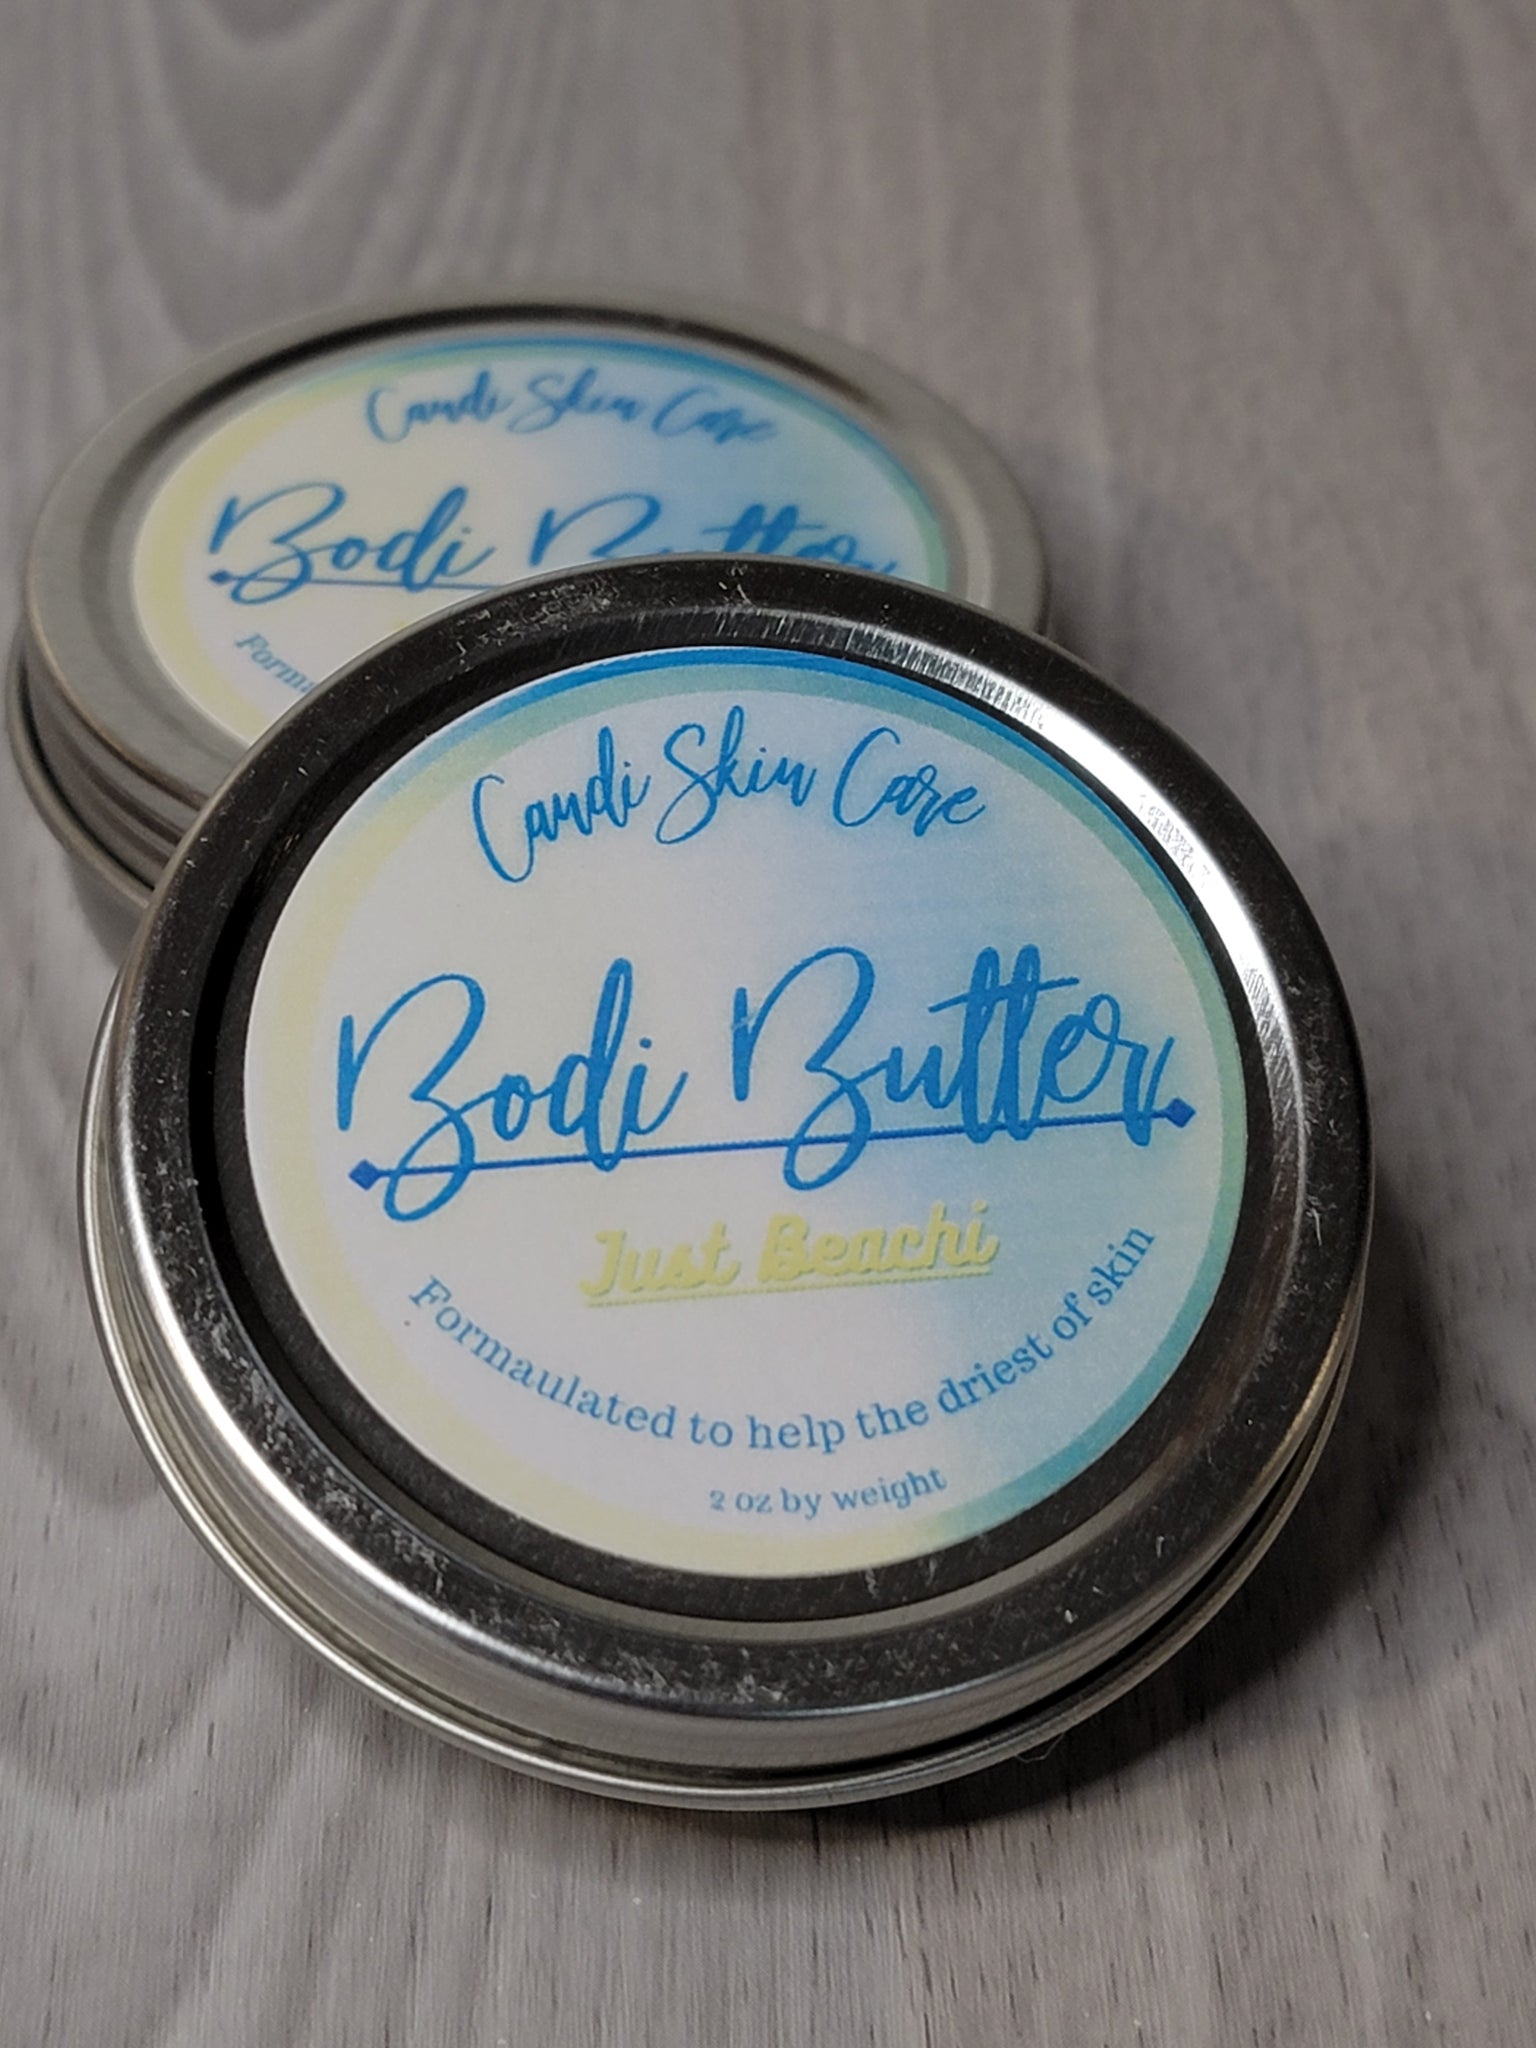 Candi Skin Care
Bodi Butter
Form
Candi Skin Care
Bodi Butter
Just Beachi
Formaulated to help the driest of skin
2 oz by weight